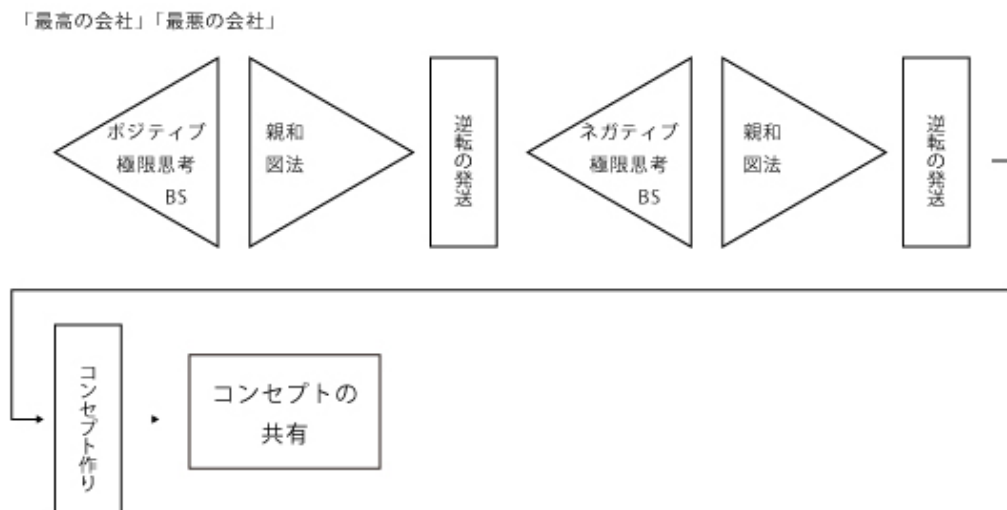 「最高の会社」「最悪の会社」
ポジティブ
極限思考
BS
親和
図法
逆転の発送
ネガティブ
極限思考
BS
親和
図法
逆転の発送
コンセプト作り
コンセプトの
共有